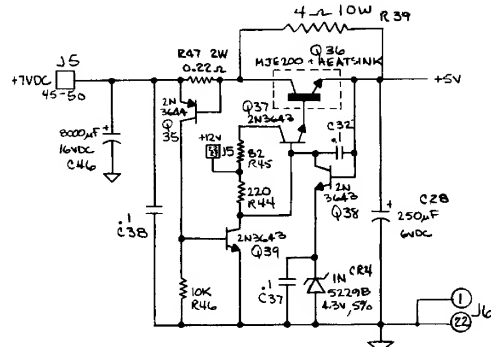 4 Ω 10W R39
R47 2W
0.22Ω
Q36
MJE200 + HEATSINK
+7VDC
J5
45-50
+5V
2N
3644
Q
35
Q37
2N3643
C32
.1
+12V
J5
82
R45
220
R44
8000µF
16VDC
C46
2N
3643
Q38
C28
250µF
6VDC
.1
C38
2N3643
Q39
10K
R46
.1
C37
1N
5229B
4.3V, 5%
CR4
1
22
J6